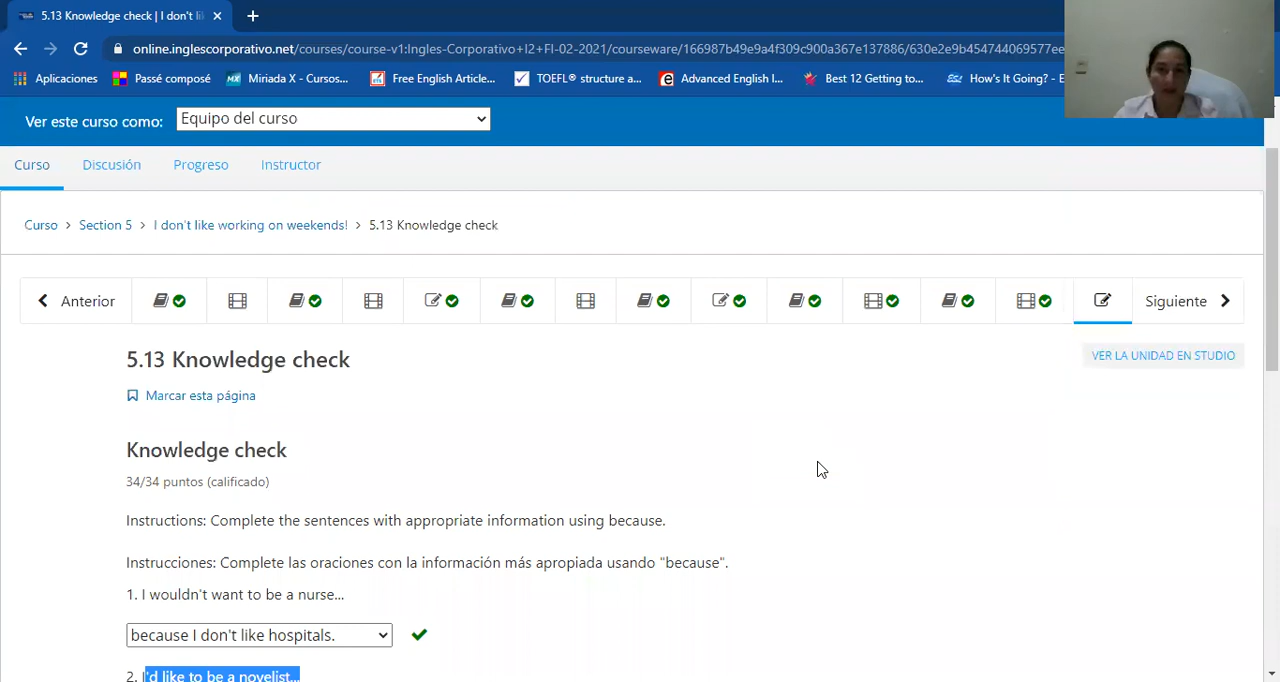 5.13 Knowledge check | I don't li
online.inglescorporativo.net/courses/course-v1:Ingles-Corporativo+I2+FI-02-2021/courseware/166987b49e9a4f309c900a367e137886/630e2e9b454744069577ee
Aplicaciones Passé composé Miriada X - Cursos... Free English Article... TOEFL® structure a... Advanced English I... Best 12 Getting to... How's It Going? - E
Ver este curso como: Equipo del curso
Curso Discusión Progreso Instructor
Curso > Section 5 > I don't like working on weekends! > 5.13 Knowledge check
Anterior Siguiente
5.13 Knowledge check
VER LA UNIDAD EN STUDIO
Marcar esta página
Knowledge check
34/34 puntos (calificado)
Instructions: Complete the sentences with appropriate information using because.
Instrucciones: Complete las oraciones con la información más apropiada usando "because".
1. I wouldn't want to be a nurse...
because I don't like hospitals.
2. I'd like to be a novelist...